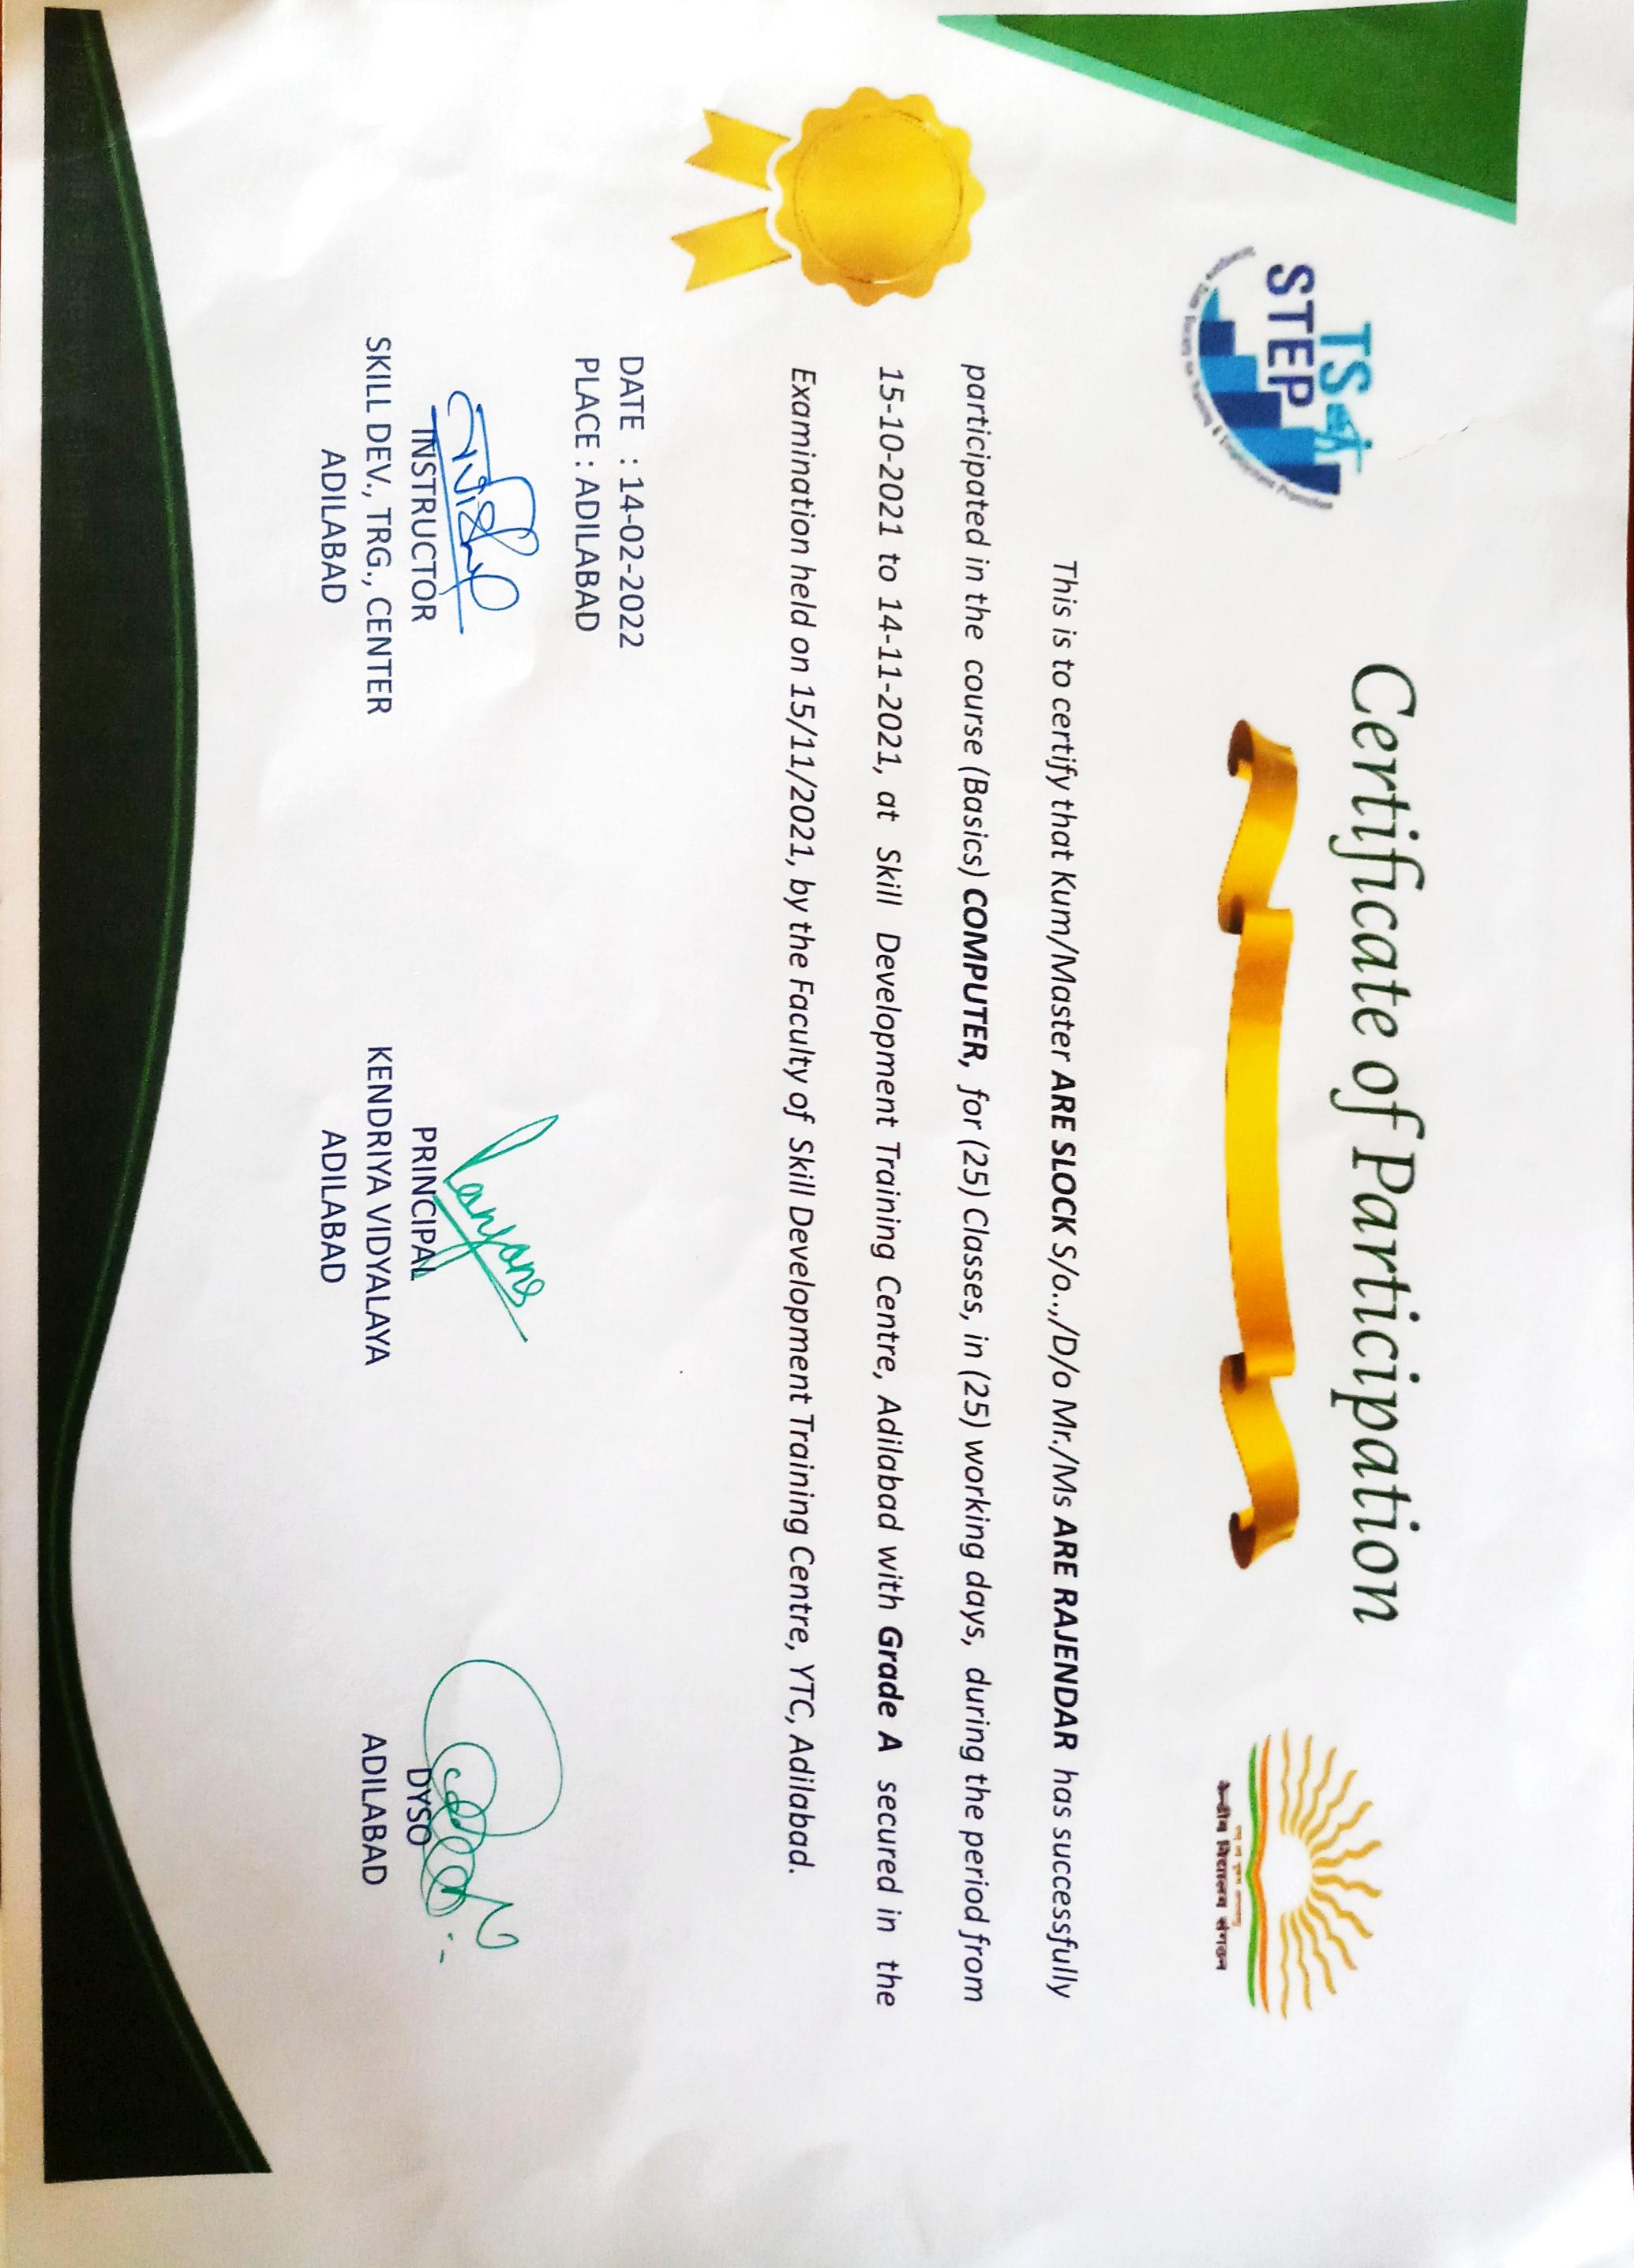 TS
STEP
Certificate of Participation
केन्द्रीय विद्यालय संगठन
This is to certify that Kum/Master ARE SLOCK S/o..,/D/o Mr./Ms ARE RAJENDAR has successfully
participated in the course (Basics) COMPUTER, for (25) Classes, in (25) working days, during the period from
15-10-2021 to 14-11-2021, at Skill Development Training Centre, Adilabad with Grade A secured in the
Examination held on 15/11/2021, by the Faculty of Skill Development Training Centre, YTC, Adilabad.
DATE : 14-02-2022
PLACE : ADILABAD
INSTRUCTOR
SKILL DEV., TRG., CENTER
ADILABAD
PRINCIPAL
KENDRIYA VIDYALAYA
ADILABAD
DYSO
ADILABAD